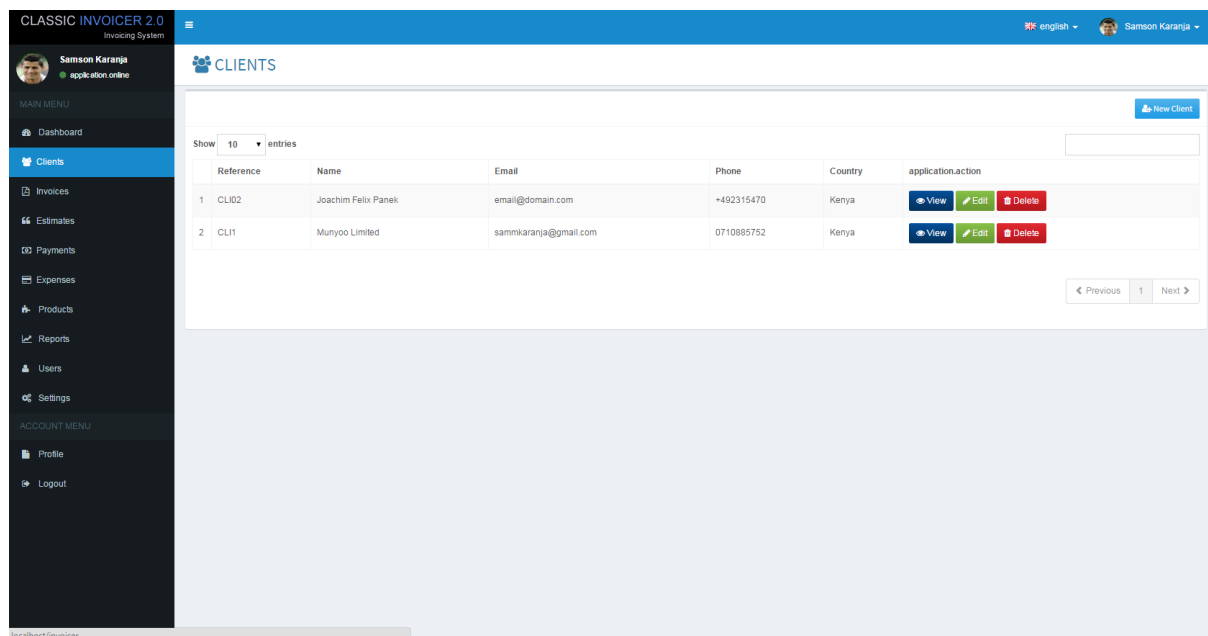 CLASSIC INVOICER 2.0
Invoicing System
english
Samson Karanja
Samson Karanja
application.online
CLIENTS
MAIN MENU
Dashboard
Clients
Invoices
Estimates
Payments
Expenses
Products
Reports
Users
Settings
ACCOUNT MENU
Profile
Logout
New Client
Show 10 entries
Reference Name Email Phone Country application.action
1 CLI02 Joachim Felix Panek email@domain.com +492315470 Kenya View Edit Delete
2 CLI1 Munyoo Limited sammkaranja@gmail.com 0710885752 Kenya View Edit Delete
Previous 1 Next
localhost/invoicer